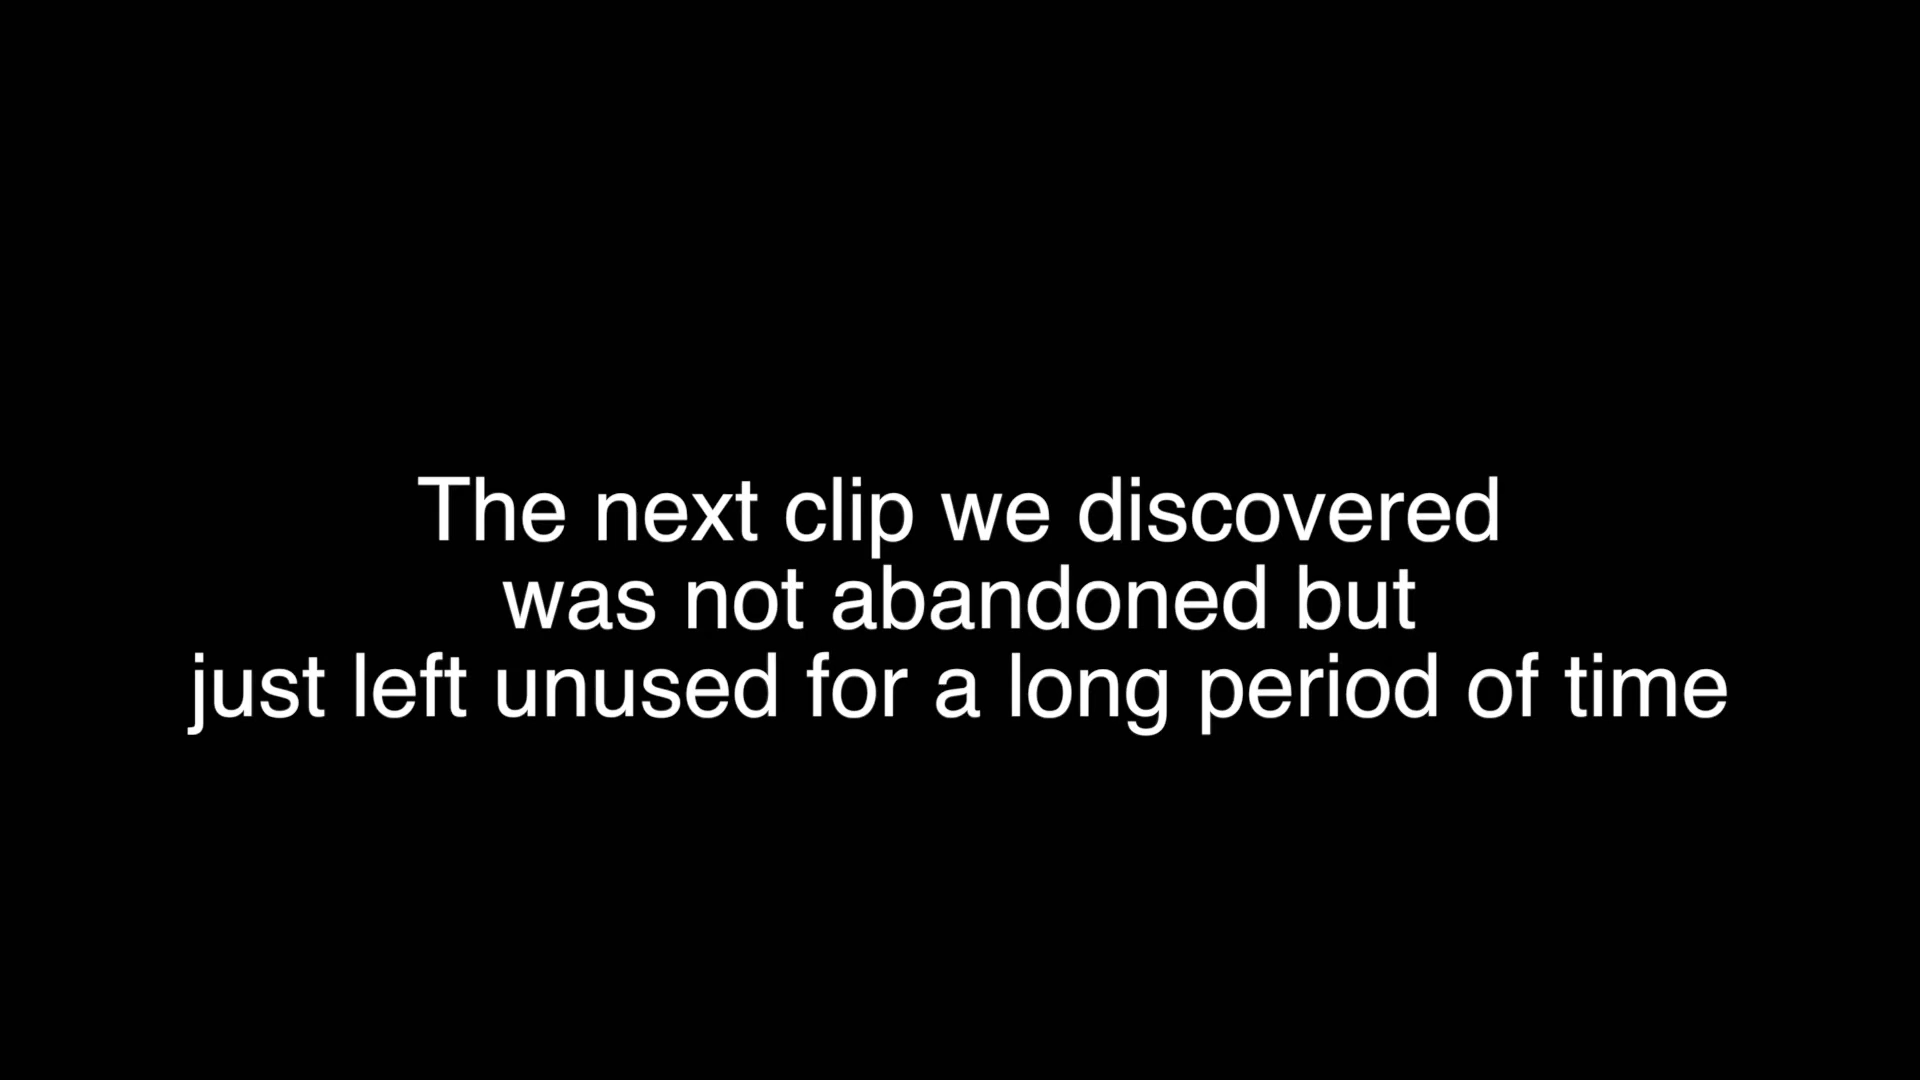 The next clip we discovered
was not abandoned but
just left unused for a long period of time